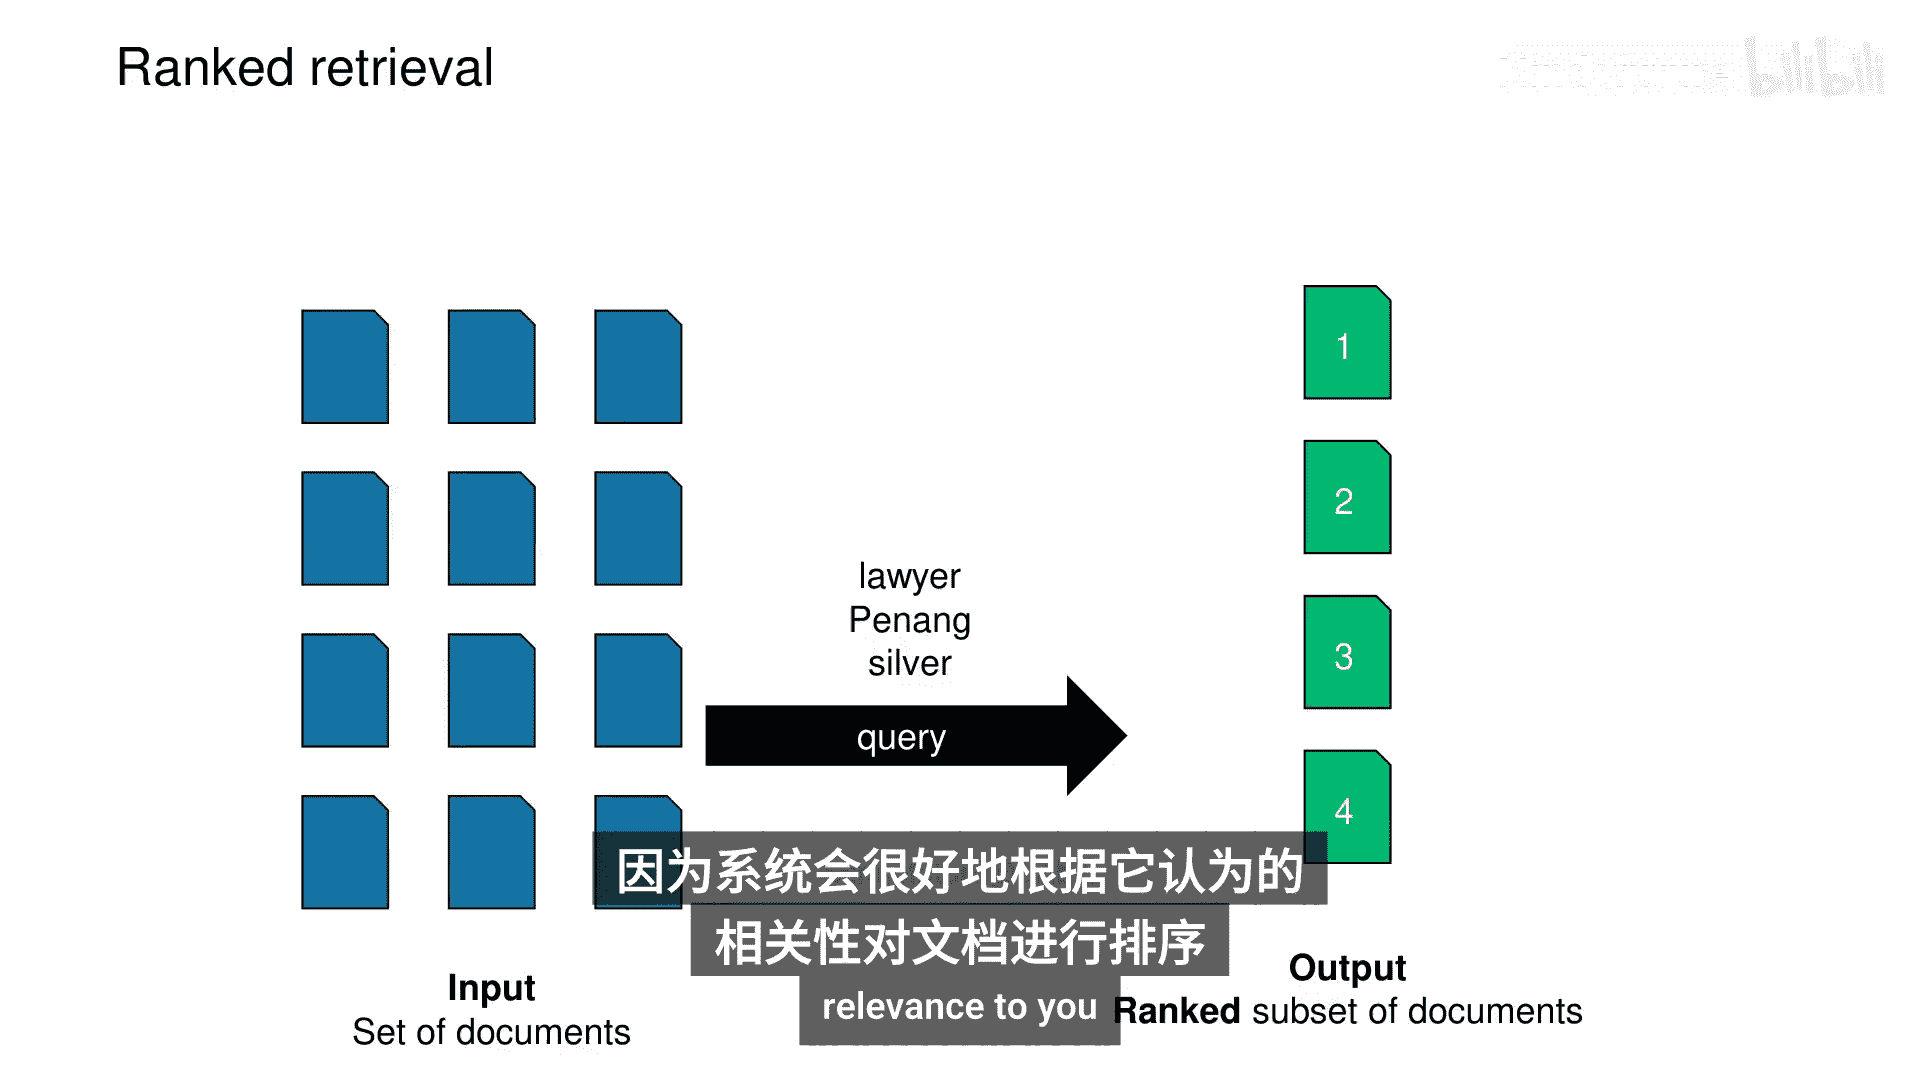 Ranked retrieval
bilibili
1
2
3
4
lawyer
Penang
silver
query
因为系统会很好地根据它认为的
相关性对文档进行排序
relevance to you
Input
Set of documents
Output
Ranked subset of documents